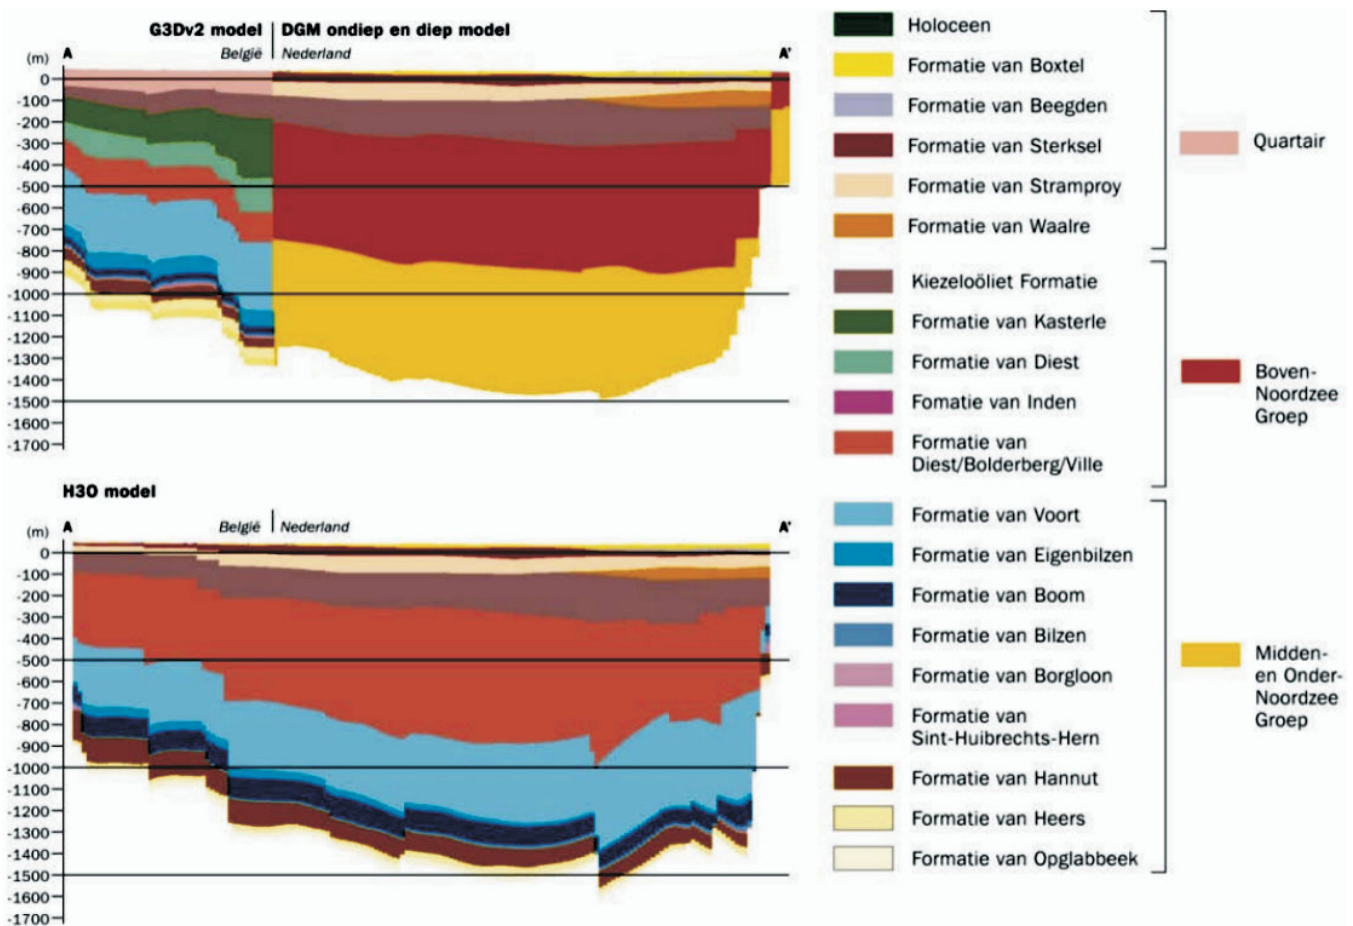 G3Dv2 model | DGM ondiep en diep model
(m) A België | Nederland A'
0
-100
-200
-300
-400
-500
-600
-700
-800
-900
-1000
-1100
-1200
-1300
-1400
-1500
-1600
-1700
H3O model
(m) A België | Nederland A'
0
-100
-200
-300
-400
-500
-600
-700
-800
-900
-1000
-1100
-1200
-1300
-1400
-1500
-1600
-1700
Holoceen
Formatie van Boxtel
Formatie van Beegden
Formatie van Sterksel
Formatie van Stramproy
Formatie van Waalre
Quartair
Kiezeloöliet Formatie
Formatie van Kasterle
Formatie van Diest
Fomatie van Inden
Formatie van
Diest/Bolderberg/Ville
Boven-
Noordzee
Groep
Formatie van Voort
Formatie van Eigenbilzen
Formatie van Boom
Formatie van Bilzen
Formatie van Borgloon
Formatie van
Sint-Huibrechts-Hern
Formatie van Hannut
Formatie van Heers
Formatie van Opglabbeek
Midden-
en Onder-
Noordzee
Groep